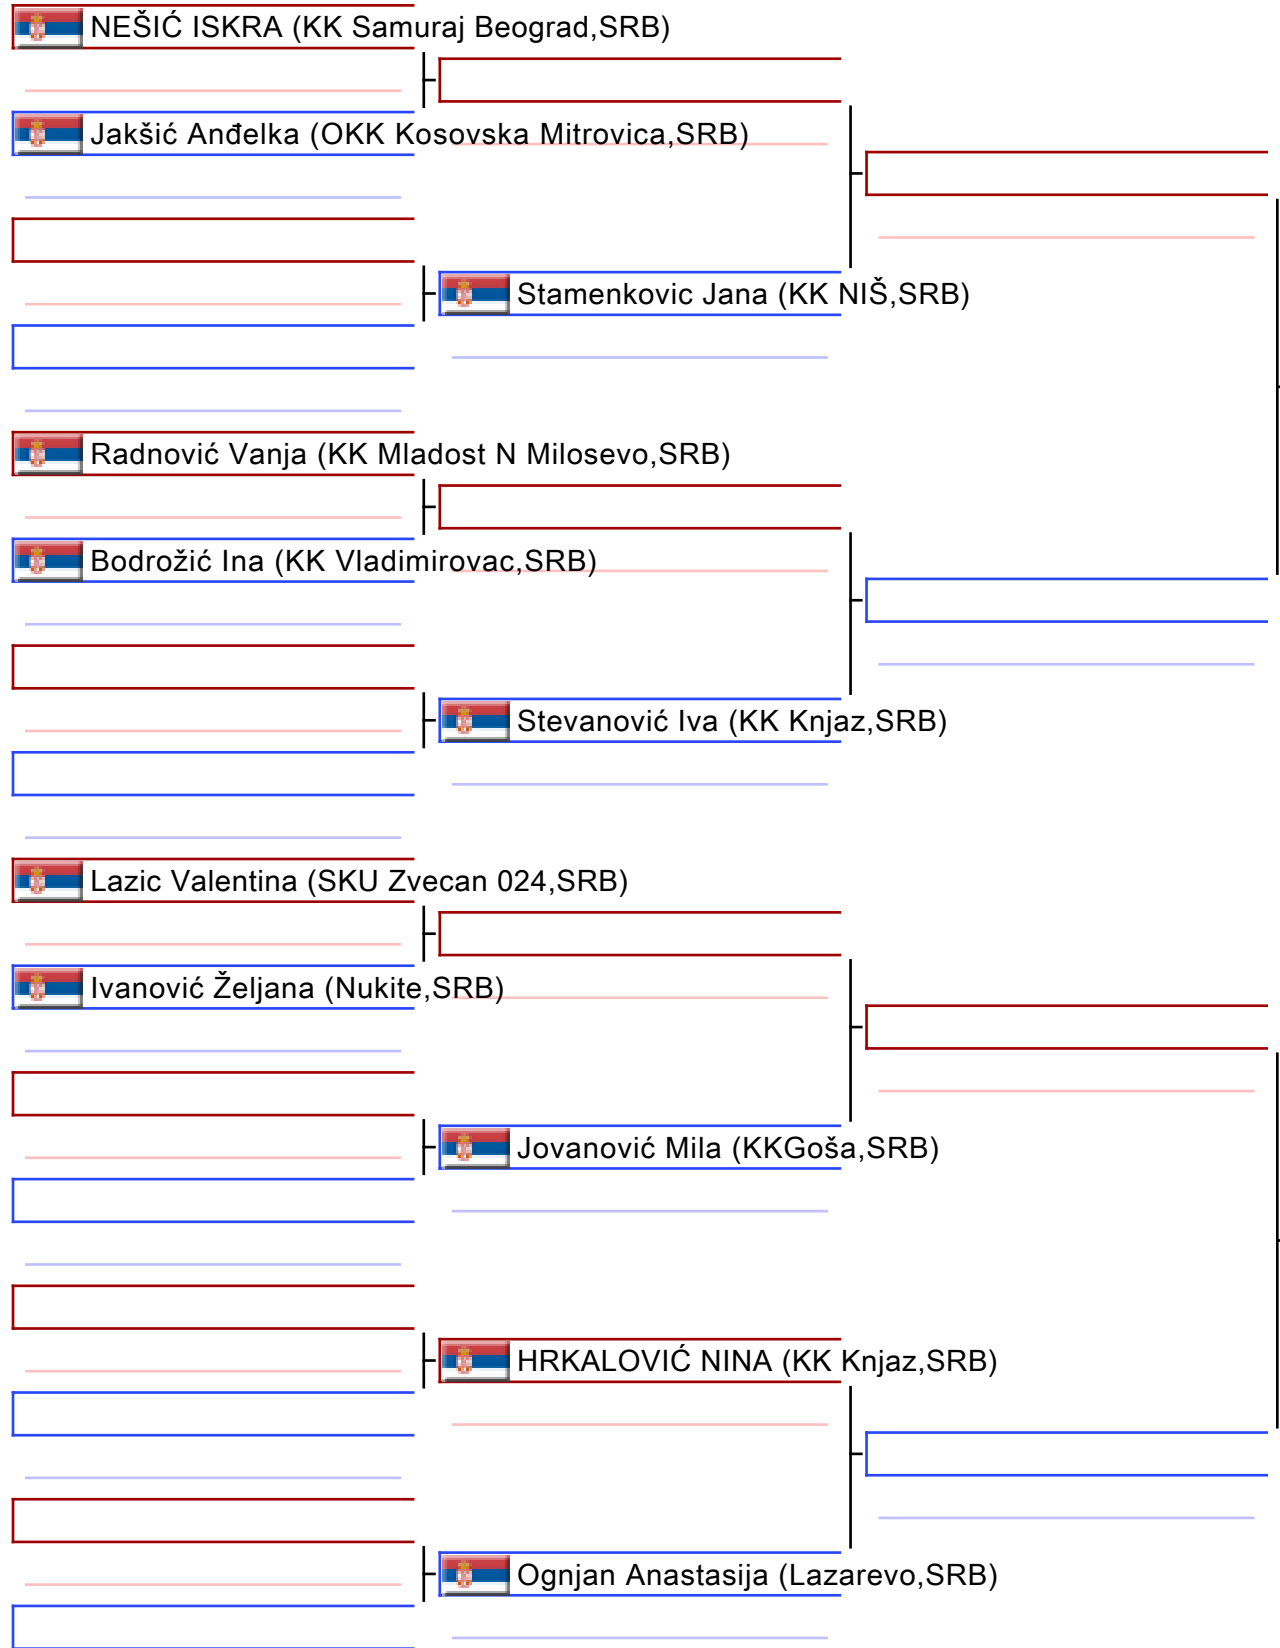 NEŠIĆ ISKRA (KK Samuraj Beograd,SRB)
Jakšić Anđelka (OKK Kosovska Mitrovica,SRB)
Stamenkovic Jana (KK NIŠ,SRB)
Radnović Vanja (KK Mladost N Milosevo,SRB)
Bodrožić Ina (KK Vladimirovac,SRB)
Stevanović Iva (KK Knjaz,SRB)
Lazic Valentina (SKU Zvecan 024,SRB)
Ivanović Željana (Nukite,SRB)
Jovanović Mila (KKGoša,SRB)
HRKALOVIĆ NINA (KK Knjaz,SRB)
Ognjan Anastasija (Lazarevo,SRB)